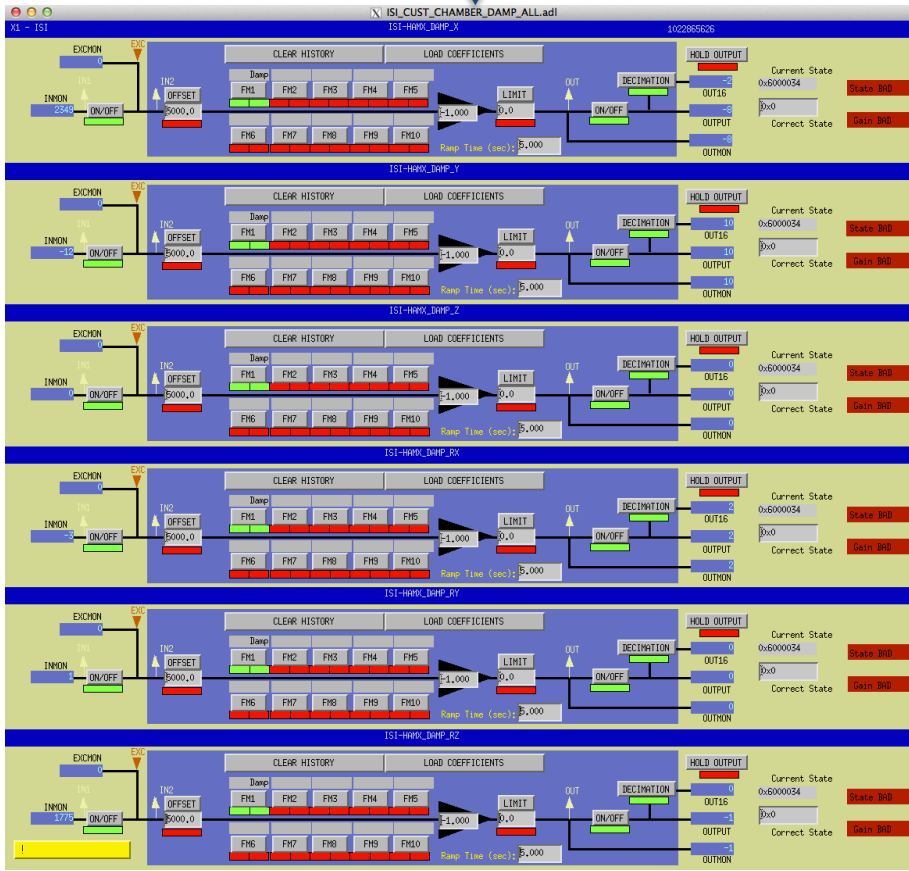 ISI_CUST_CHAMBER_DAMP_ALL.adl
X1 - ISI ISI-HAMX_DAMP_X 1022865626
EXCMON EXC CLEAR HISTORY LOAD COEFFICIENTS HOLD OUTPUT
0 IN1 IN2 Damp OUT DECIMATION -2 Current State
INMON OFFSET FM1 FM2 FM3 FM4 FM5 LIMIT OUT16 0x6000034 State BAD
2349 ON/OFF 5000.0 -1.000 0.0 ON/OFF 0x0
OUTPUT Correct State Gain BAD
FM6 FM7 FM8 FM9 FM10 Ramp Time (sec): 5.000 -8
OUTMON
ISI-HAMX_DAMP_Y
EXCMON EXC CLEAR HISTORY LOAD COEFFICIENTS HOLD OUTPUT
0 IN1 IN2 Damp OUT DECIMATION 10 Current State
INMON OFFSET FM1 FM2 FM3 FM4 FM5 LIMIT OUT16 0x6000034 State BAD
-12 ON/OFF 5000.0 -1.000 0.0 ON/OFF 10 0x0
OUTPUT Correct State Gain BAD
FM6 FM7 FM8 FM9 FM10 Ramp Time (sec): 5.000 10
OUTMON
ISI-HAMX_DAMP_Z
EXCMON EXC CLEAR HISTORY LOAD COEFFICIENTS HOLD OUTPUT
0 IN1 IN2 Damp OUT DECIMATION 0 Current State
INMON OFFSET FM1 FM2 FM3 FM4 FM5 LIMIT OUT16 0x6000034 State BAD
0 ON/OFF 5000.0 -1.000 0.0 ON/OFF 0 0x0
OUTPUT Correct State Gain BAD
FM6 FM7 FM8 FM9 FM10 Ramp Time (sec): 5.000 0
OUTMON
ISI-HAMX_DAMP_RX
EXCMON EXC CLEAR HISTORY LOAD COEFFICIENTS HOLD OUTPUT
0 IN1 IN2 Damp OUT DECIMATION 2 Current State
INMON OFFSET FM1 FM2 FM3 FM4 FM5 LIMIT OUT16 0x6000034 State BAD
-3 ON/OFF 5000.0 -1.000 0.0 ON/OFF 2 0x0
OUTPUT Correct State Gain BAD
FM6 FM7 FM8 FM9 FM10 Ramp Time (sec): 5.000 2
OUTMON
ISI-HAMX_DAMP_RY
EXCMON EXC CLEAR HISTORY LOAD COEFFICIENTS HOLD OUTPUT
0 IN1 IN2 Damp OUT DECIMATION 0 Current State
INMON OFFSET FM1 FM2 FM3 FM4 FM5 LIMIT OUT16 0x6000034 State BAD
1 ON/OFF 5000.0 -1.000 0.0 ON/OFF 0 0x0
OUTPUT Correct State Gain BAD
FM6 FM7 FM8 FM9 FM10 Ramp Time (sec): 5.000 0
OUTMON
ISI-HAMX_DAMP_RZ
EXCMON EXC CLEAR HISTORY LOAD COEFFICIENTS HOLD OUTPUT
0 IN1 IN2 Damp OUT DECIMATION 0 Current State
INMON OFFSET FM1 FM2 FM3 FM4 FM5 LIMIT OUT16 0x6000034 State BAD
1775 ON/OFF 5000.0 -1.000 0.0 ON/OFF -1 0x0
OUTPUT Correct State Gain BAD
! FM6 FM7 FM8 FM9 FM10 Ramp Time (sec): 5.000 -1
OUTMON